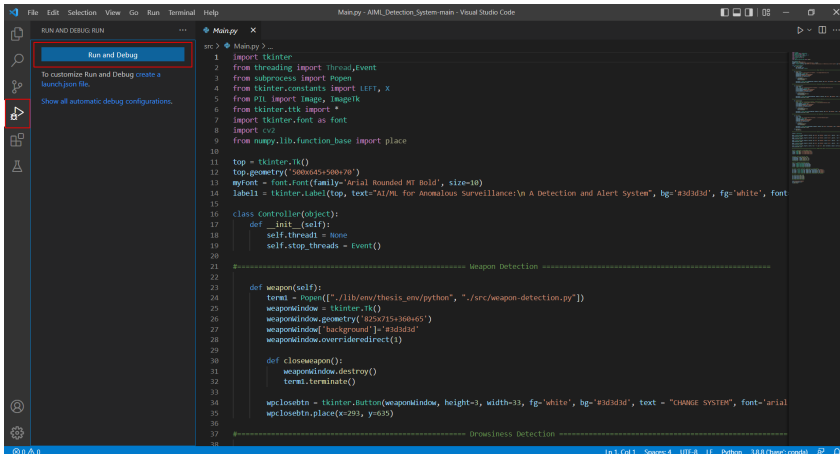 File Edit Selection View Go Run Terminal Help
Main.py - AIML_Detection_System-main - Visual Studio Code
RUN AND DEBUG: RUN
Run and Debug
To customize Run and Debug create a
launch.json file.
Show all automatic debug configurations.
Main.py
src > Main.py > ...
1 import tkinter
2 from threading import Thread,Event
3 from subprocess import Popen
4 from tkinter.constants import LEFT, X
5 from PIL import Image, ImageTk
6 from tkinter.ttk import *
7 import tkinter.font as font
8 import cv2
9 from numpy.lib.function_base import place
10
11 top = tkinter.Tk()
12 top.geometry('500x645+500+70')
13 myFont = font.Font(family='Arial Rounded MT Bold', size=10)
14 label1 = tkinter.Label(top, text="AI/ML for Anomalous Surveillance:\n A Detection and Alert System", bg='#3d3d3d', fg='white', font
15
16 class Controller(object):
17 def __init__(self):
18 self.thread1 = None
19 self.stop_threads = Event()
20
21 #================================================ Weapon Detection ================================================
22
23 def weapon(self):
24 term1 = Popen(["./lib/env/thesis_env/python", "./src/weapon-detection.py"])
25 weaponWindow = tkinter.Tk()
26 weaponWindow.geometry('825x715+360+65')
27 weaponWindow['background']='#3d3d3d'
28 weaponWindow.overrideredirect(1)
29
30 def closeweapon():
31 weaponWindow.destroy()
32 term1.terminate()
33
34 wpclosebtn = tkinter.Button(weaponWindow, height=3, width=33, fg='white', bg='#3d3d3d', text = "CHANGE SYSTEM", font='arial
35 wpclosebtn.place(x=293, y=635)
36
37 #================================================ Drowsiness Detection ================================================
38
0 0 Ln 1, Col 1 Spaces: 4 UTF-8 LF Python 3.8.8 ('base': conda)